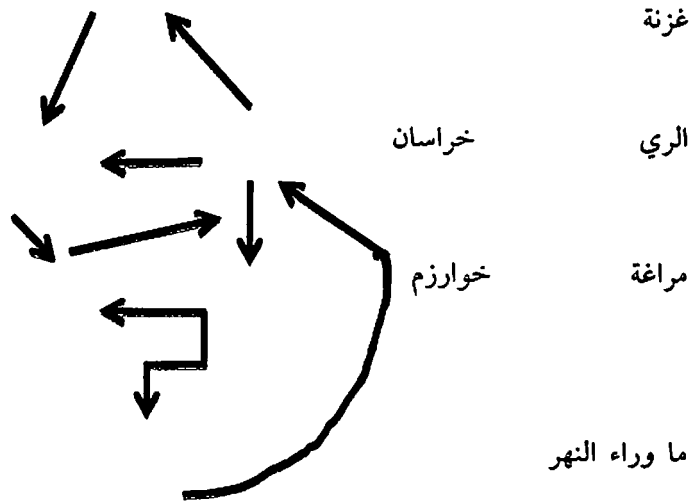 غزنة
الري خراسان
مراغة خوارزم
ما وراء النهر